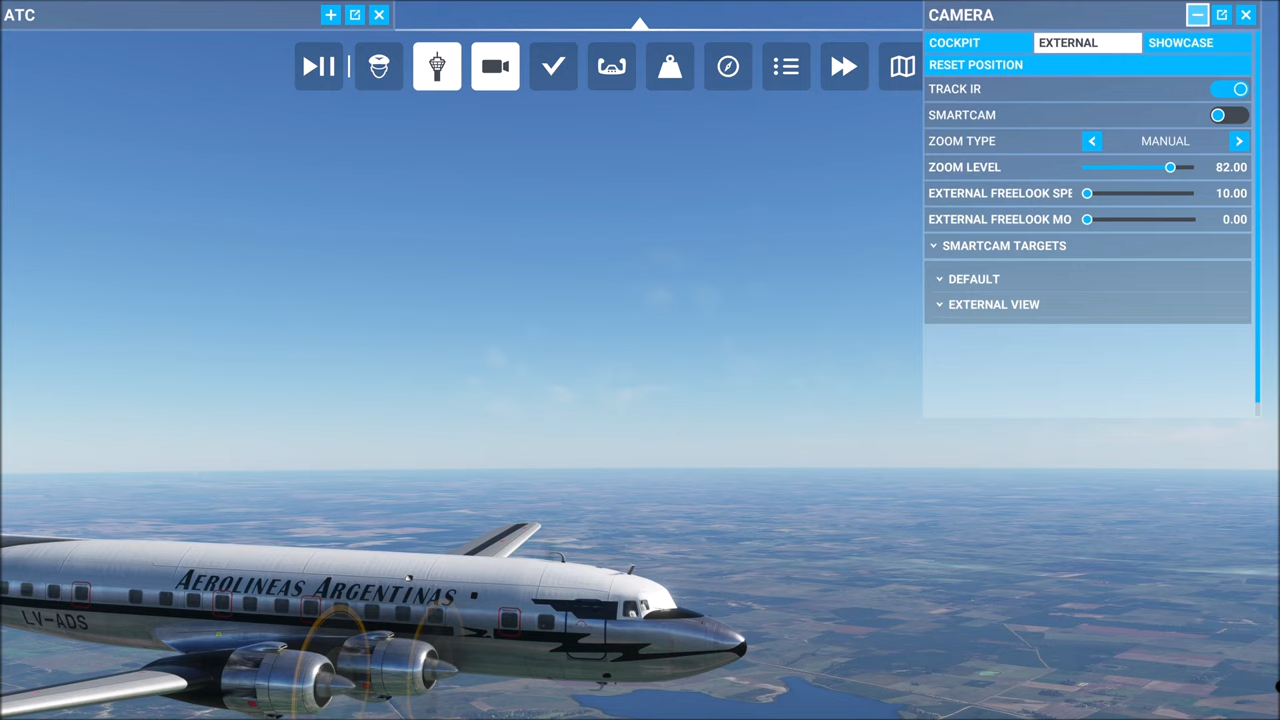 ATC
CAMERA
COCKPIT
EXTERNAL
SHOWCASE
RESET POSITION
TRACK IR
SMARTCAM
ZOOM TYPE
MANUAL
ZOOM LEVEL
82.00
EXTERNAL FREELOOK SPE
10.00
EXTERNAL FREELOOK MO
0.00
SMARTCAM TARGETS
DEFAULT
EXTERNAL VIEW
AEROLINEAS ARGENTINAS
LV-ADS